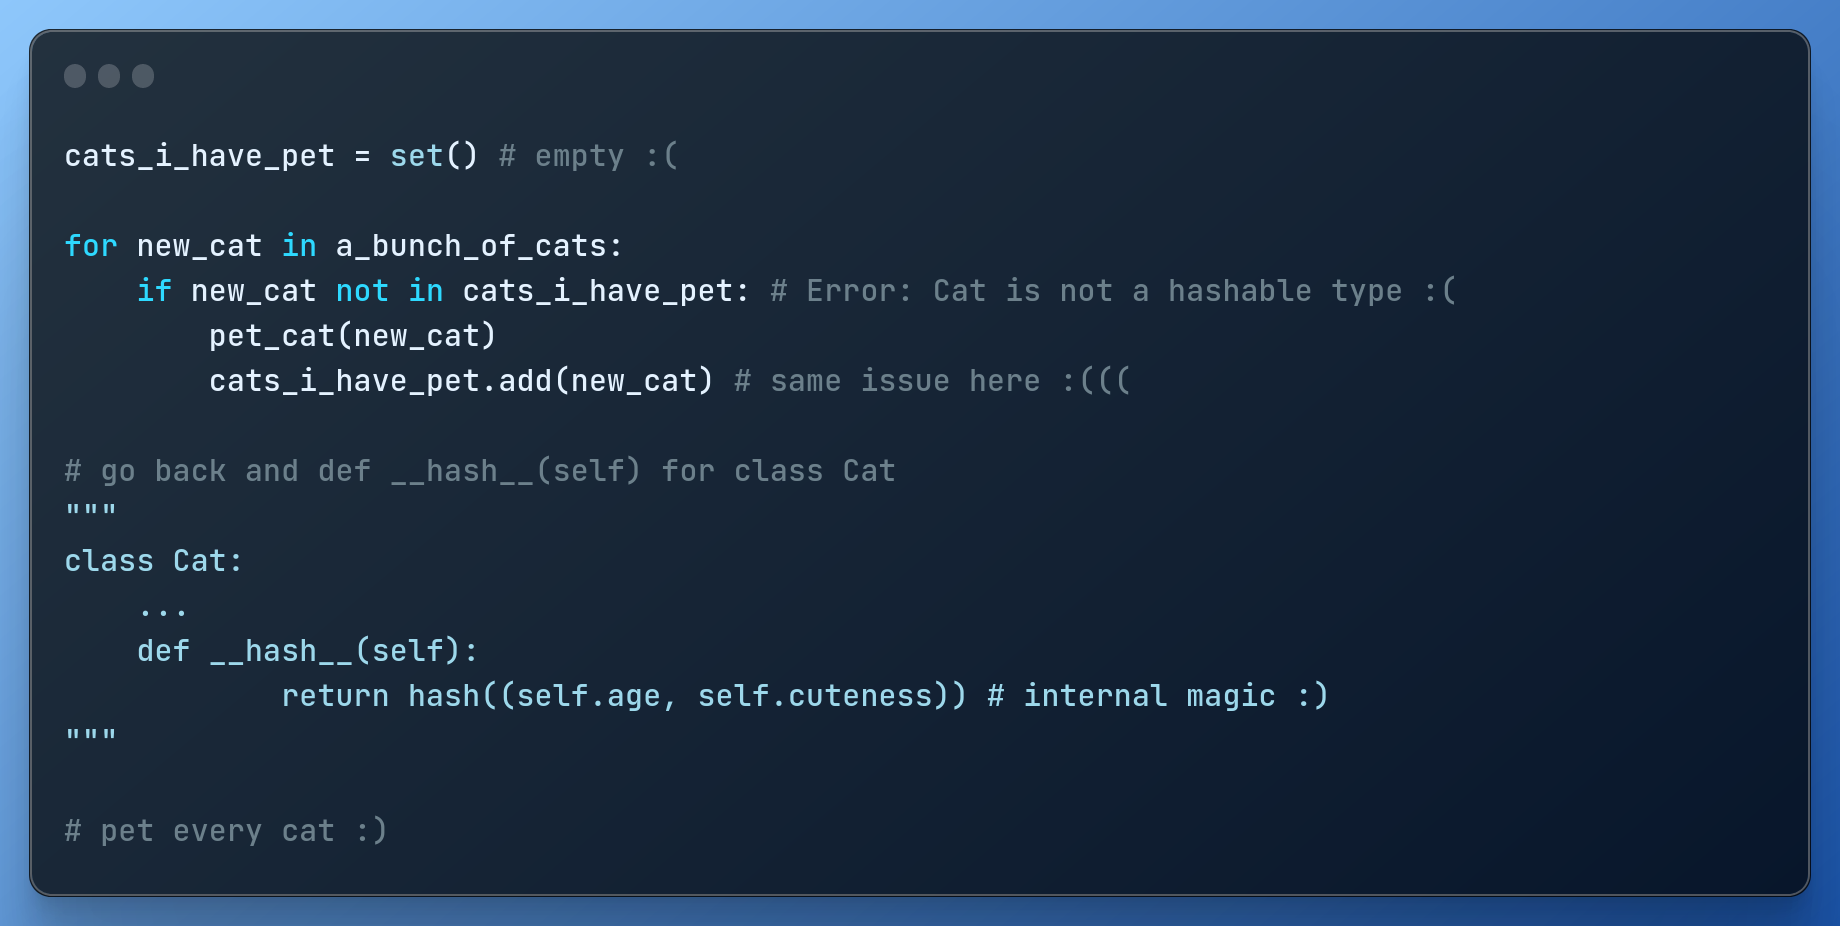 cats_i_have_pet = set() # empty :(
for new_cat in a_bunch_of_cats:
    if new_cat not in cats_i_have_pet: # Error: Cat is not a hashable type :(
        pet_cat(new_cat)
        cats_i_have_pet.add(new_cat) # same issue here :(((
# go back and def __hash__(self) for class Cat
"""
class Cat:
    ...
    def __hash__(self):
            return hash((self.age, self.cuteness)) # internal magic :)
"""
# pet every cat :)